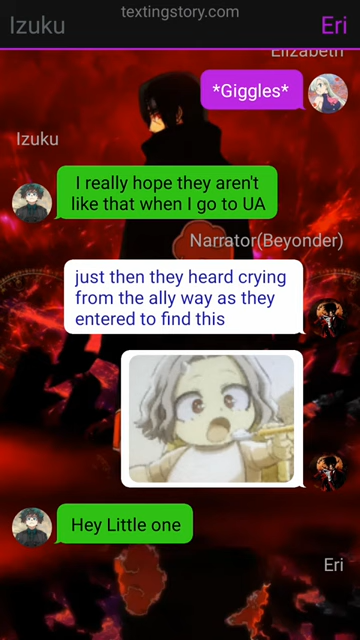 textingstory.com
Izuku
Eri
Elizabeth
*Giggles*
Izuku
I really hope they aren't
like that when I go to UA
Narrator(Beyonder)
just then they heard crying
from the ally way as they
entered to find this
Hey Little one
Eri